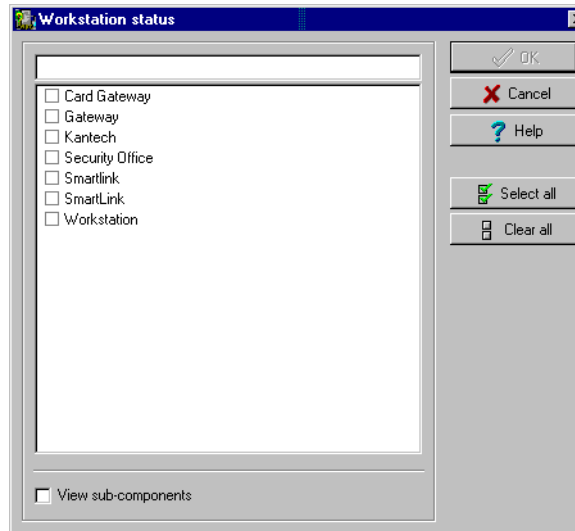 Workstation status
OK
Card Gateway
Gateway
Cancel
Kantech
Help
Security Office
Smartlink
SmartLink
Select all
Workstation
Clear all
View sub-components